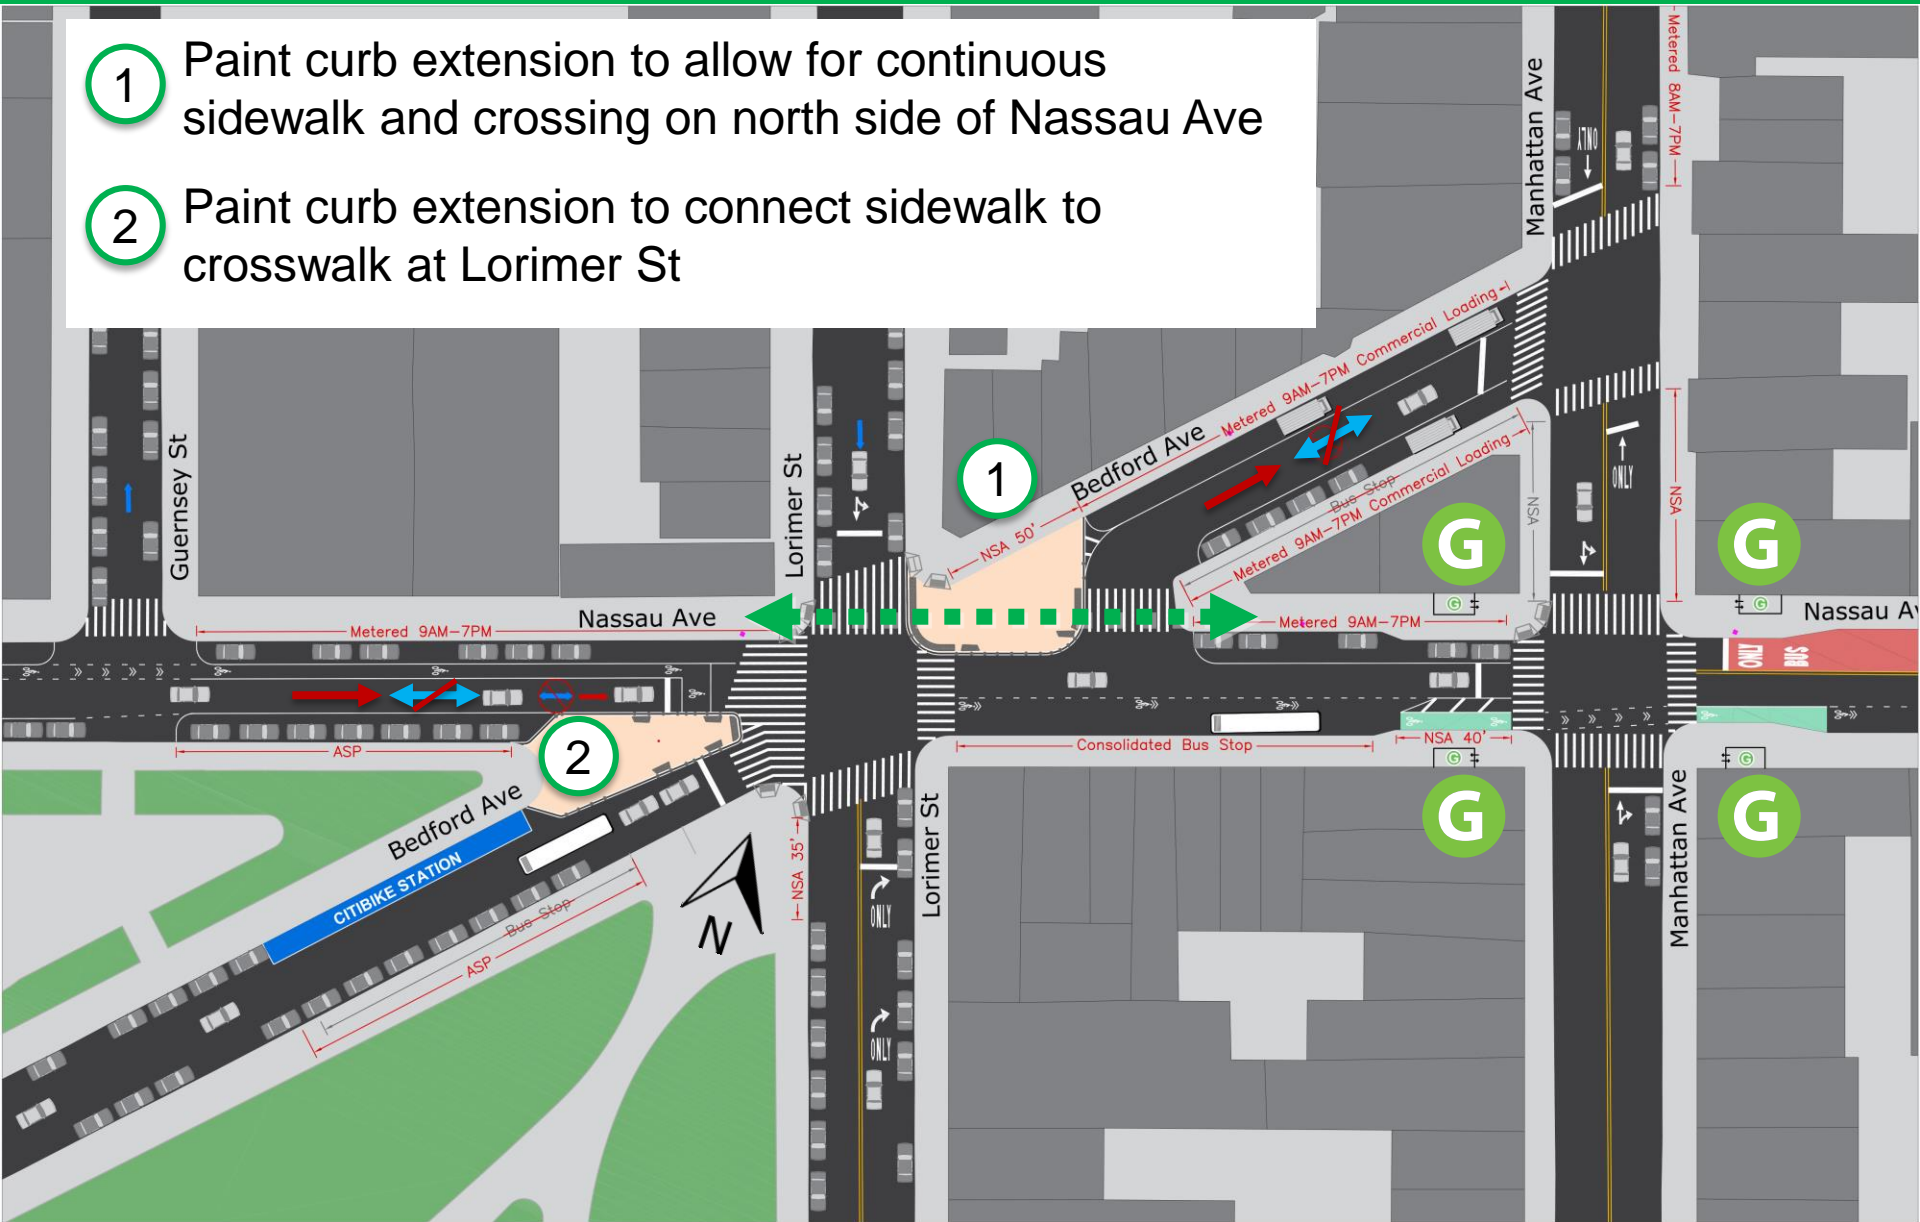 1 Paint curb extension to allow for continuous
sidewalk and crossing on north side of Nassau Ave
2 Paint curb extension to connect sidewalk to
crosswalk at Lorimer St
Manhattan Ave
Metered 8AM-7PM
ONLY
Guernsey St
Lorimer St
1
Bedford Ave
Metered 9AM-7PM Commercial Loading
NSA 50'
Bus Stop
Metered 9AM-7PM Commercial Loading
NSA
ONLY
NSA
G
G
G
G
Nassau Ave
Metered 9AM-7PM
Metered 9AM-7PM
Nassau Av
ONLY
BUS
2
ASP
Consolidated Bus Stop
NSA 40'
G
G
G
G
Bedford Ave
CITIBIKE STATION
Bus Stop
ASP
N
NSA 35'
ONLY
ONLY
Lorimer St
Manhattan Ave